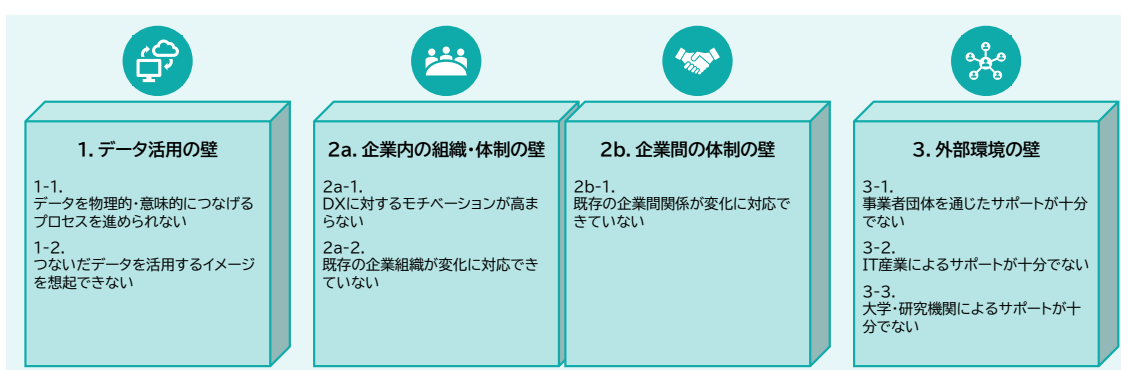 1. データ活用の壁
1-1.
データを物理的・意味的につなげる
プロセスを進められない
1-2.
つないだデータを活用するイメージ
を想起できない
2a. 企業内の組織・体制の壁
2a-1.
DXに対するモチベーションが高ま
らない
2a-2.
既存の企業組織が変化に対応でき
ていない
2b. 企業間の体制の壁
2b-1.
既存の企業間関係が変化に対応で
きていない
3. 外部環境の壁
3-1.
事業者団体を通じたサポートが十分
でない
3-2.
IT産業によるサポートが十分でない
3-3.
大学・研究機関によるサポートが十
分でない